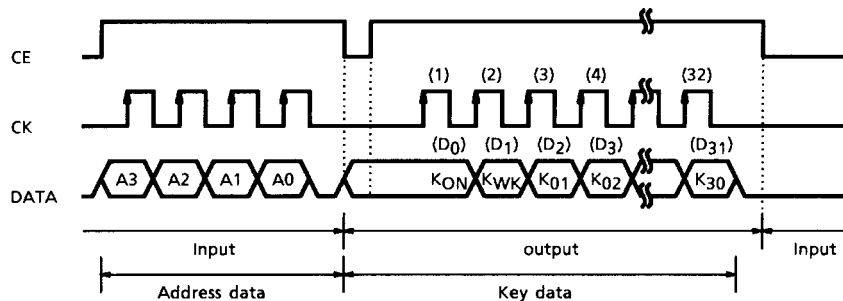 CE
(1) (2) (3) (4) (32)
CK
(D0) (D1) (D2) (D3) (D31)
DATA A3 A2 A1 A0 KON KWK K01 K02 K30
Input output Input
Address data Key data